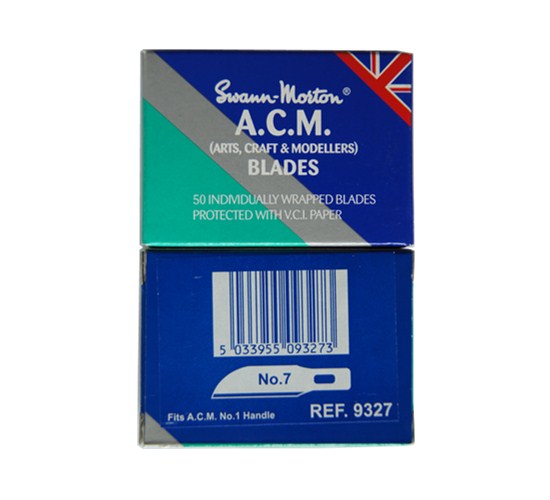 Swann-Morton®
A.C.M.
(ARTS, CRAFT & MODELLERS)
BLADES
50 INDIVIDUALLY WRAPPED BLADES
PROTECTED WITH V.C.I. PAPER
5 033955 093273
No.7
Fits A.C.M. No.1 Handle
REF. 9327